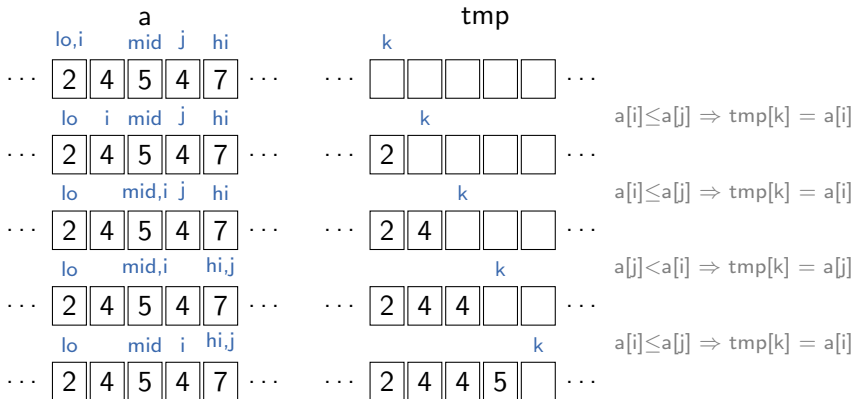 a tmp
lo,i mid j hi k
··· 2 4 5 4 7 ··· ··· ···
a[i]≤a[j] ⇒ tmp[k] = a[i]
lo i mid j hi k
··· 2 4 5 4 7 ··· ··· 2 ···
a[i]≤a[j] ⇒ tmp[k] = a[i]
lo mid,i j hi k
··· 2 4 5 4 7 ··· ··· 2 4 ···
a[j]<a[i] ⇒ tmp[k] = a[j]
lo mid,i hi,j k
··· 2 4 5 4 7 ··· ··· 2 4 4 ···
a[i]≤a[j] ⇒ tmp[k] = a[i]
lo mid i hi,j k
··· 2 4 5 4 7 ··· ··· 2 4 4 5 ···